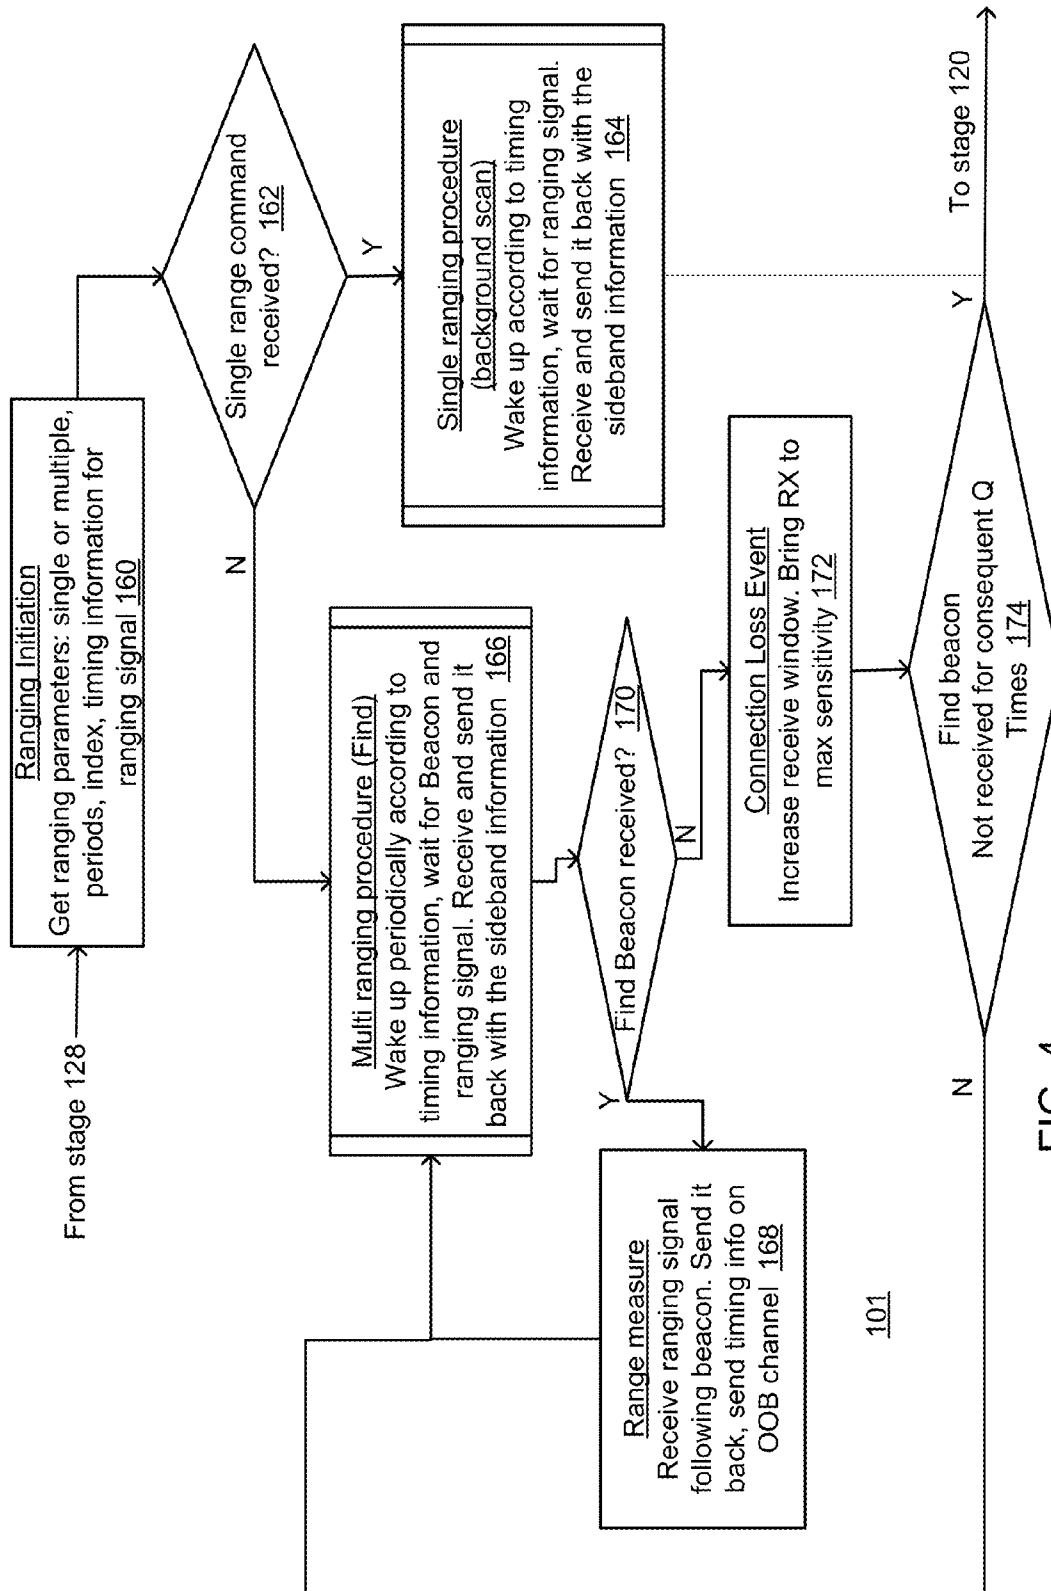 From stage 128
Ranging Initiation
Get ranging parameters: single or multiple,
periods, index, timing information for
ranging signal 160
Single range command
received? 162
N
Y
Single ranging procedure
(background scan)
Wake up according to timing
information, wait for ranging signal.
Receive and send it back with the
sideband information 164
Multi ranging procedure (Find)
Wake up periodically according to
timing information, wait for Beacon and
ranging signal. Receive and send it
back with the sideband information 166
Find Beacon received? 170
Y
N
Range measure
Receive ranging signal
following beacon. Send it
back, send timing info on
OOB channel 168
Connection Loss Event
Increase receive window. Bring RX to
max sensitivity 172
Find beacon
Not received for consequent Q
Times 174
N
Y
To stage 120
101
FIG. 4